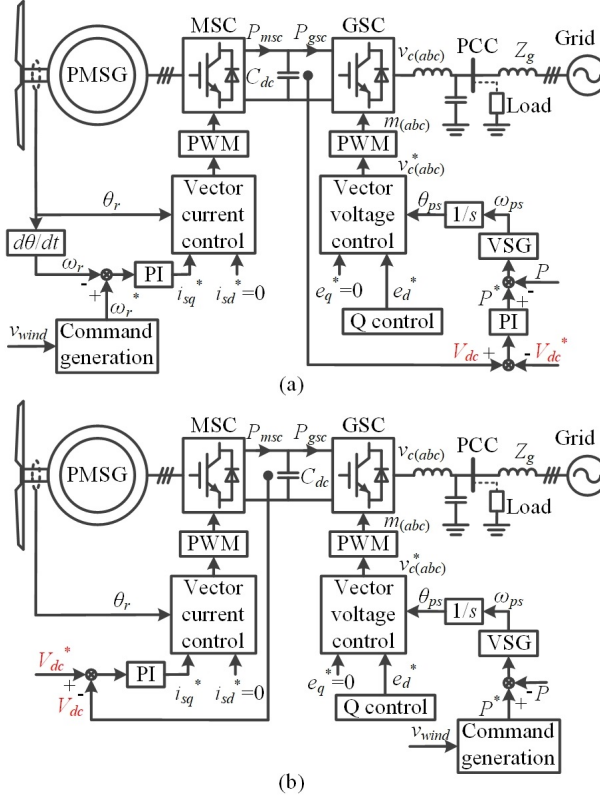 MSC
P_msc
P_gsc
GSC
v_c(abc)
PCC
Z_g
Grid
PMSG
C_dc
Load
m_(abc)
PWM
PWM
v_c(abc)*
θ_r
Vector current control
Vector voltage control
θ_ps
1/s
ω_ps
dθ/dt
VSG
ω_r
-
+
PI
i_sq*
i_sd*=0
e_q*=0
e_d*
P*
+
-
P
ω_r*
v_wind
Command generation
Q control
PI
V_dc
+
-
V_dc*
(a)
MSC
P_msc
P_gsc
GSC
v_c(abc)
PCC
Z_g
Grid
PMSG
C_dc
Load
m_(abc)
PWM
PWM
v_c(abc)*
θ_r
Vector current control
Vector voltage control
θ_ps
1/s
ω_ps
VSG
V_dc*
+
-
V_dc
PI
i_sq*
i_sd*=0
e_q*=0
e_d*
P*
+
-
P
Q control
v_wind
Command generation
(b)